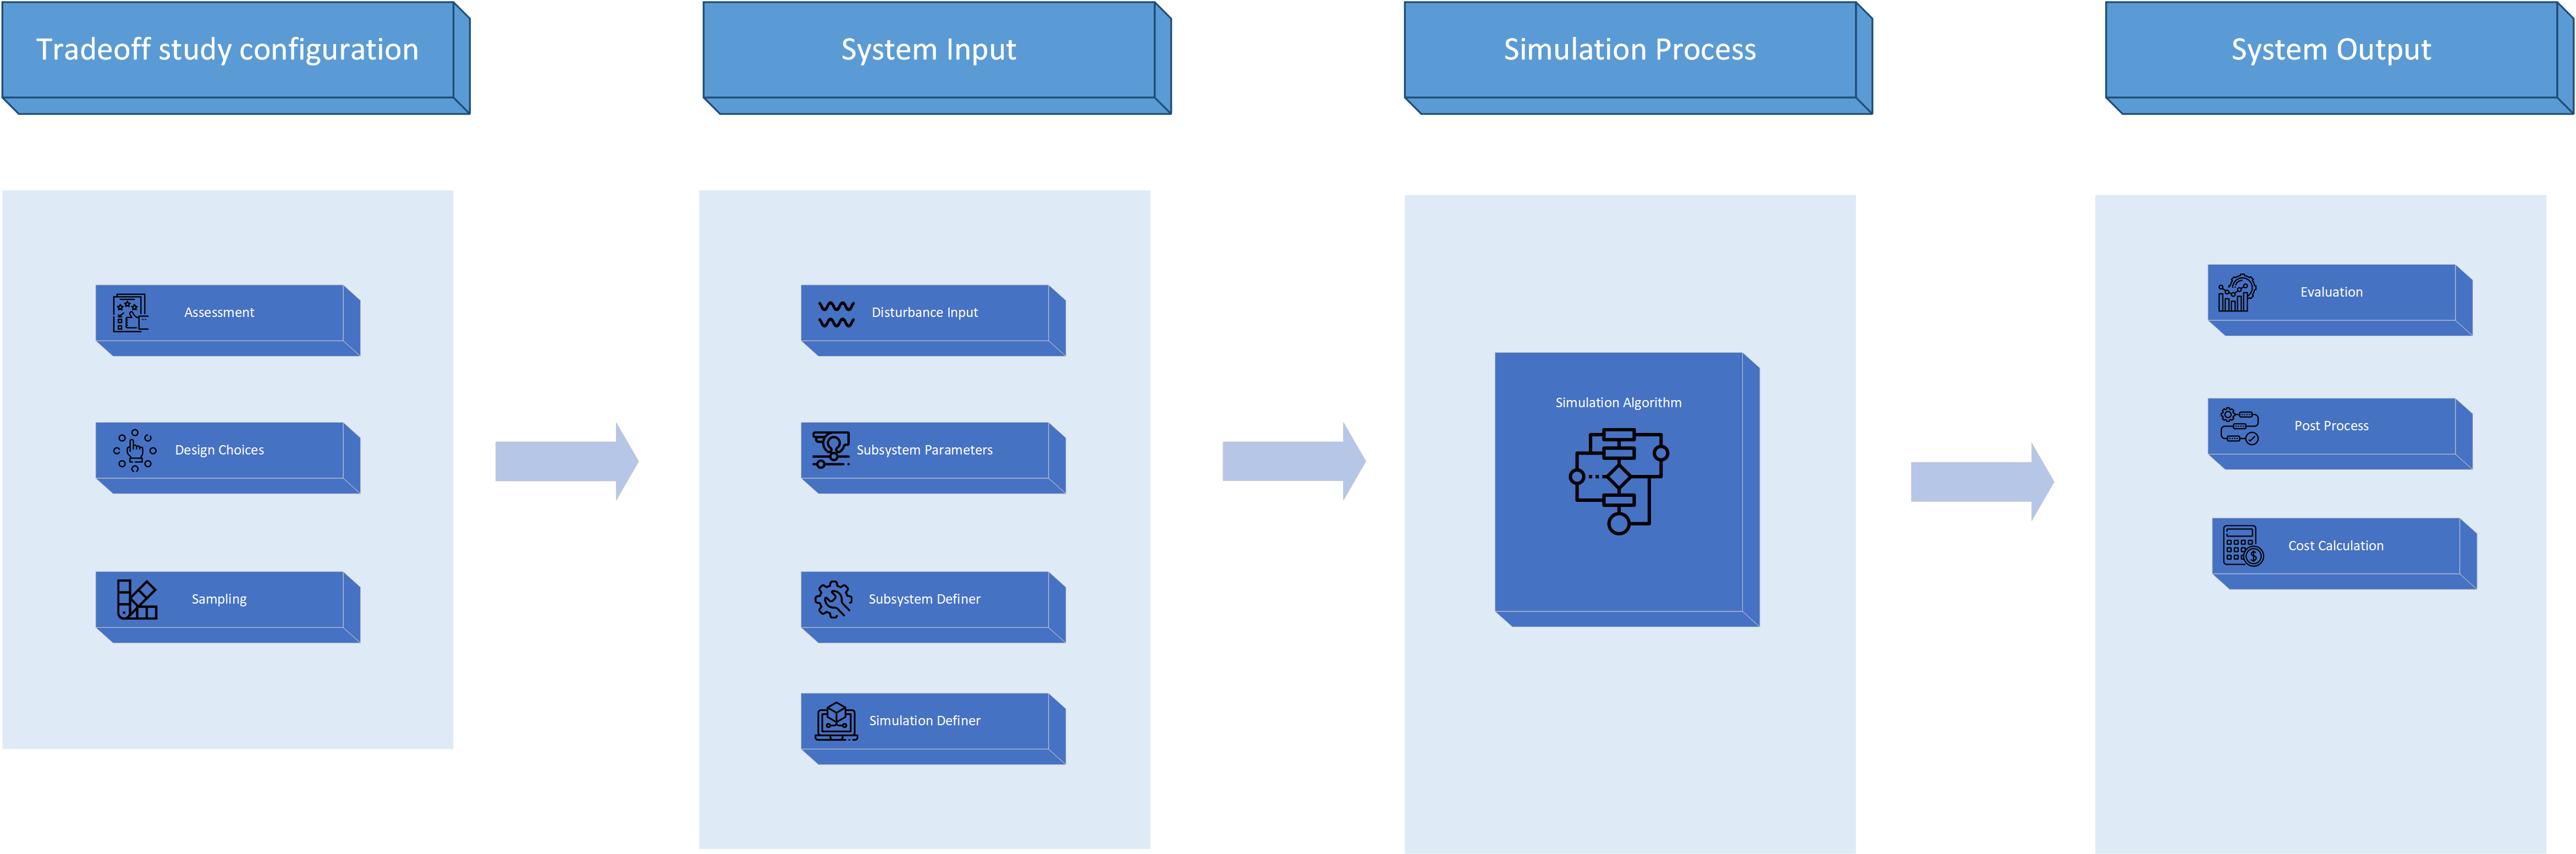 Tradeoff study configuration
System Input
Simulation Process
System Output
Assessment
Design Choices
Sampling
Disturbance Input
Subsystem Parameters
Subsystem Definer
Simulation Definer
Simulation Algorithm
Evaluation
Post Process
Cost Calculation